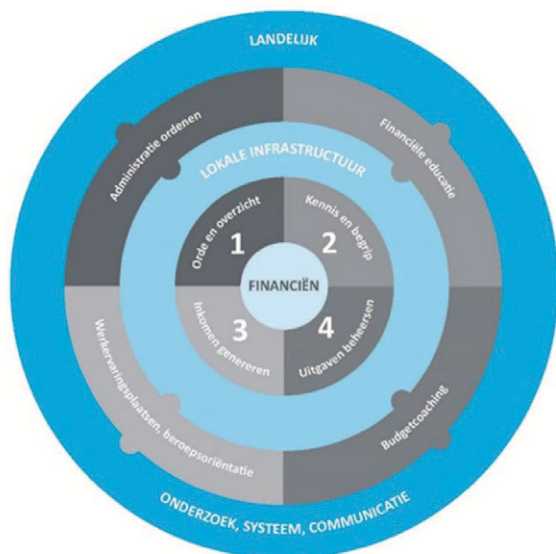 LANDELIJK
Administratie ordenen
Financiële educatie
LOKALE INFRASTRUCTUUR
Orde en overzicht
1
Kennis en begrip
2
FINANCIËN
3
Inkomen genereren
4
Uitgaven beheersen
Werkervaringsplaatsen, beroepsoriëntatie
Budgetcoaching
ONDERZOEK, SYSTEEM, COMMUNICATIE